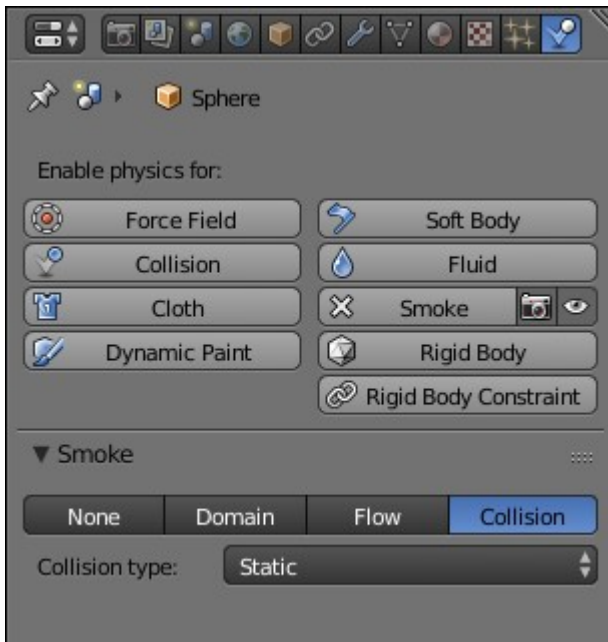 Sphere
Enable physics for:
Force Field Soft Body
Collision Fluid
Cloth Smoke
Dynamic Paint Rigid Body
Rigid Body Constraint
Smoke
None Domain Flow Collision
Collision type: Static